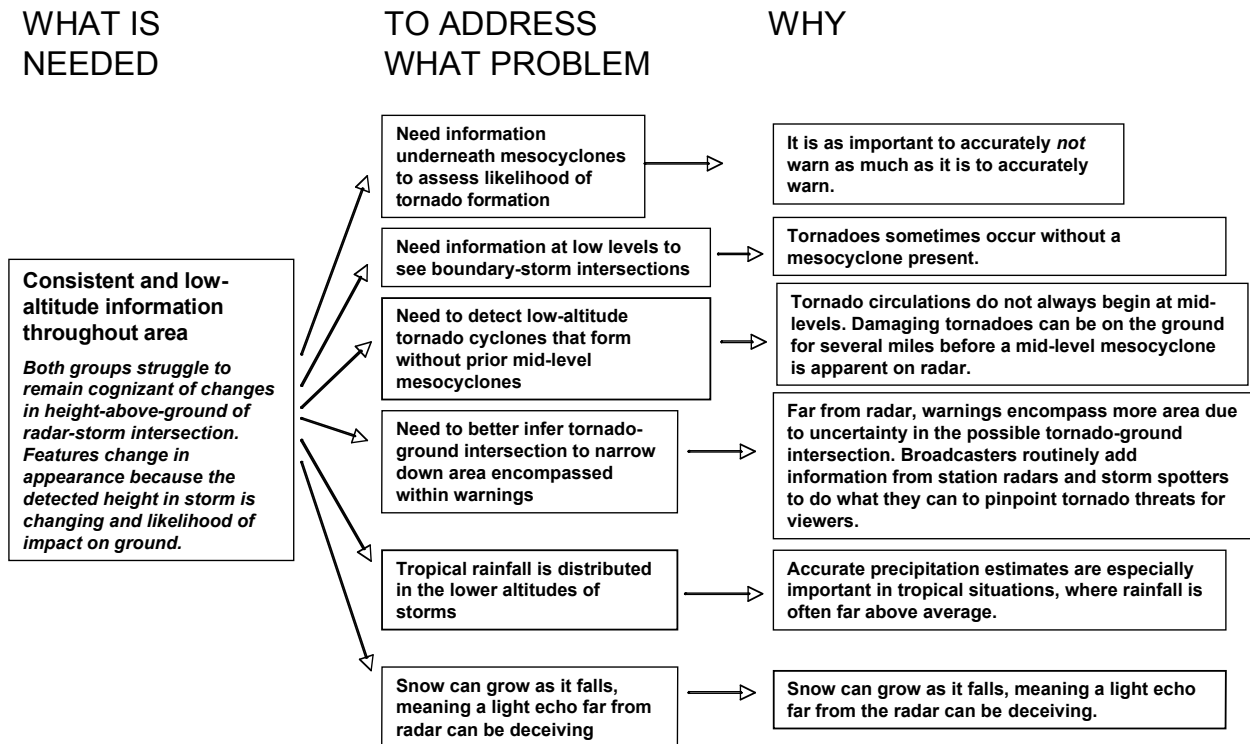 WHAT IS
NEEDED
TO ADDRESS
WHAT PROBLEM
WHY
Consistent and low-
altitude information
throughout area
Both groups struggle to
remain cognizant of changes
in height-above-ground of
radar-storm intersection.
Features change in
appearance because the
detected height in storm is
changing and likelihood of
impact on ground.
Need information
underneath mesocyclones
to assess likelihood of
tornado formation
It is as important to accurately not
warn as much as it is to accurately
warn.
Need information at low levels to
see boundary-storm intersections
Tornadoes sometimes occur without a
mesocyclone present.
Need to detect low-altitude
tornado cyclones that form
without prior mid-level
mesocyclones
Tornado circulations do not always begin at mid-
levels. Damaging tornadoes can be on the ground
for several miles before a mid-level mesocyclone
is apparent on radar.
Need to better infer tornado-
ground intersection to narrow
down area encompassed
within warnings
Far from radar, warnings encompass more area due
to uncertainty in the possible tornado-ground
intersection. Broadcasters routinely add
information from station radars and storm spotters
to do what they can to pinpoint tornado threats for
viewers.
Tropical rainfall is distributed
in the lower altitudes of
storms
Accurate precipitation estimates are especially
important in tropical situations, where rainfall is
often far above average.
Snow can grow as it falls,
meaning a light echo far from
radar can be deceiving
Snow can grow as it falls, meaning a light echo
far from the radar can be deceiving.